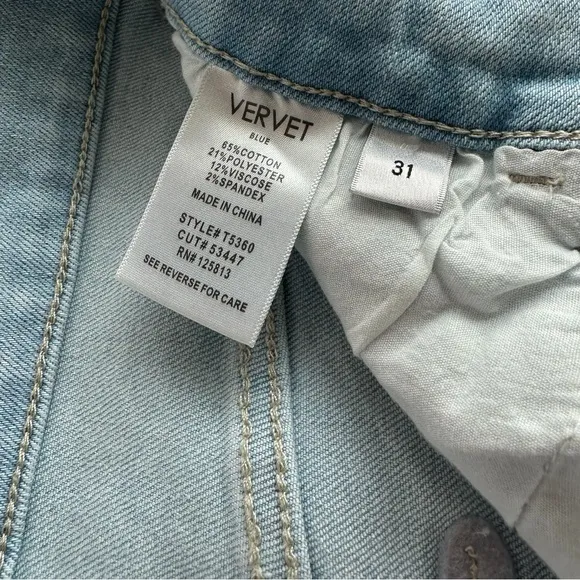 VERVET
BLUE
65%COTTON
21%POLYESTER
12%VISCOSE
2%SPANDEX
MADE IN CHINA
STYLE# T5360
CUT# 53447
RN#125813
SEE REVERSE FOR CARE
31